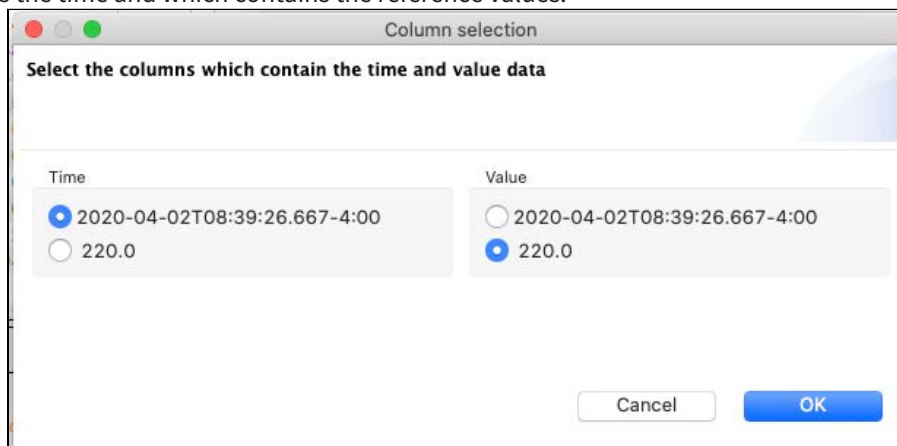 the time and which contains the reference values.
Column selection
Select the columns which contain the time and value data
Time
Value
2020-04-02T08:39:26.667-4:00
2020-04-02T08:39:26.667-4:00
220.0
220.0
Cancel
OK